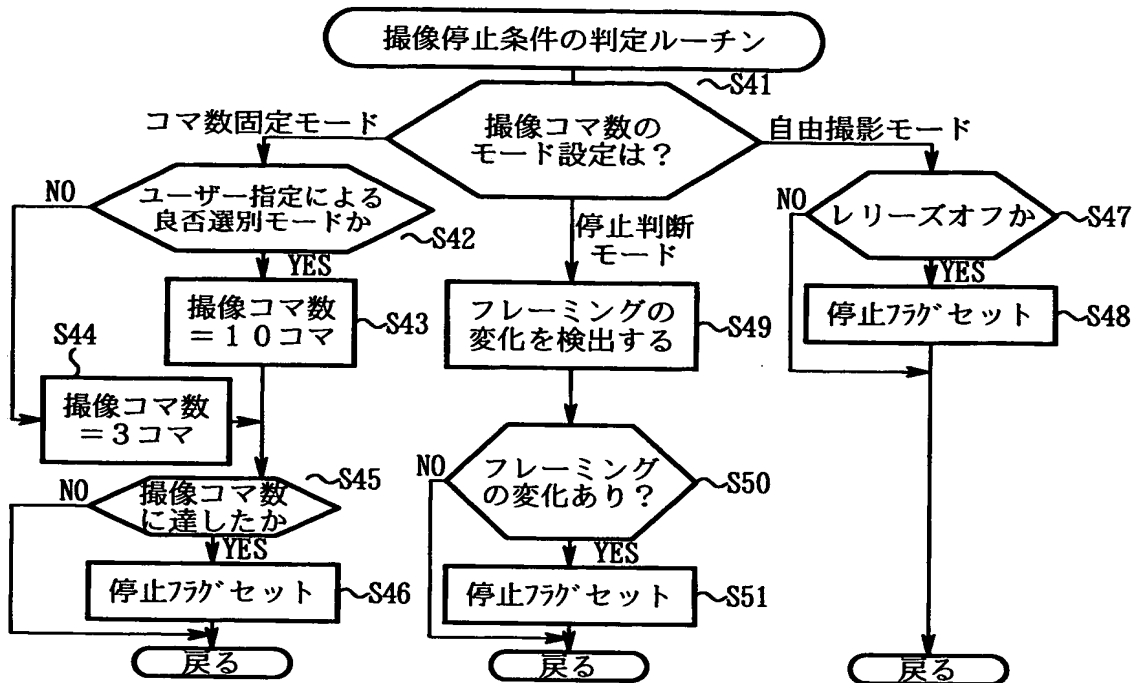 撮像停止条件の判定ルーチン
S41
撮像コマ数の
モード設定は?
コマ数固定モード
自由撮影モード
停止判断
モード
ユーザー指定による
良否選別モードか
NO
S42
YES
撮像コマ数
=10コマ
S43
S44
撮像コマ数
=3コマ
S45
撮像コマ数
に達したか
NO
YES
停止フラグセット
S46
戻る
フレーミングの
変化を検出する
S49
フレーミング
の変化あり?
NO
S50
YES
停止フラグセット
S51
戻る
レリーズオフか
NO
S47
YES
停止フラグセット
S48
戻る